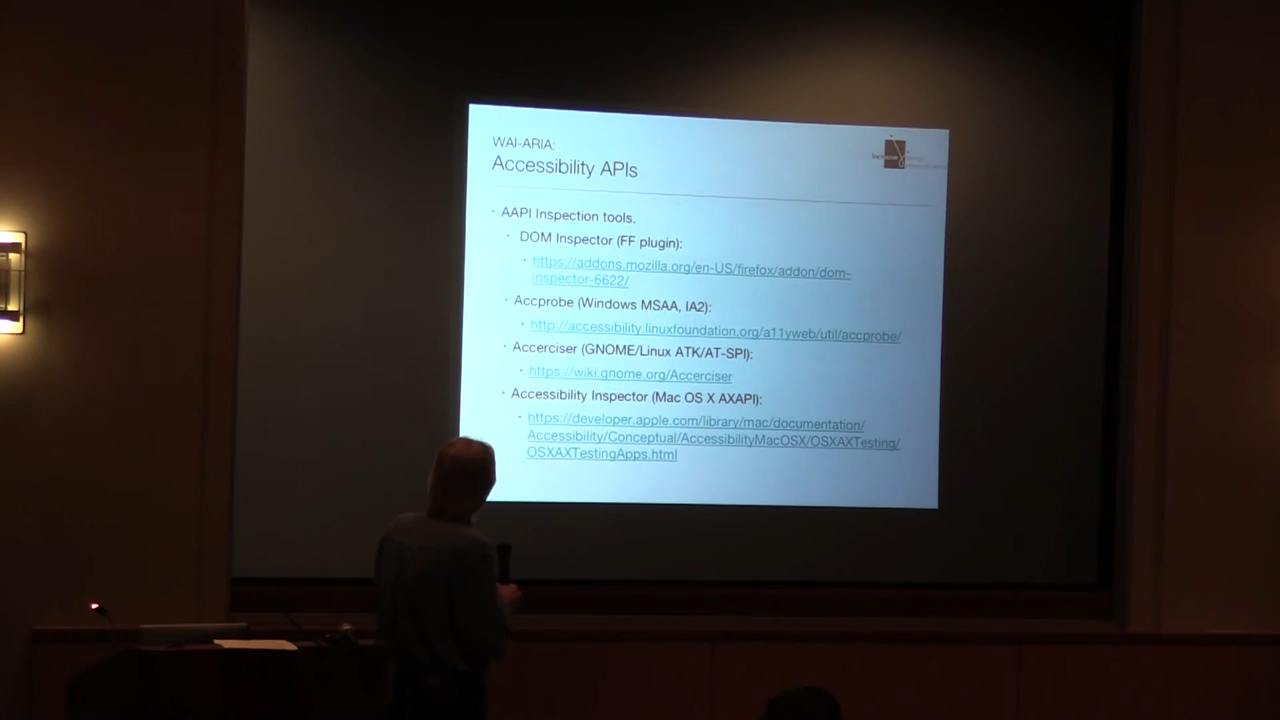 WAI-ARIA:
Accessibility APIs
AAPI Inspection tools.
DOM Inspector (FF plugin):
https://addons.mozilla.org/en-US/firefox/addon/dom-
inspector-6622/
Accprobe (Windows MSAA, IA2):
http://accessibility.linuxfoundation.org/a11yweb/util/accprobe/
Accerciser (GNOME/Linux ATK/AT-SPI):
https://wiki.gnome.org/Accerciser
Accessibility Inspector (Mac OS X AXAPI):
https://developer.apple.com/library/mac/documentation/
Accessibility/Conceptual/AccessibilityMacOSX/OSXAXTesting/
OSXAXTestingApps.html